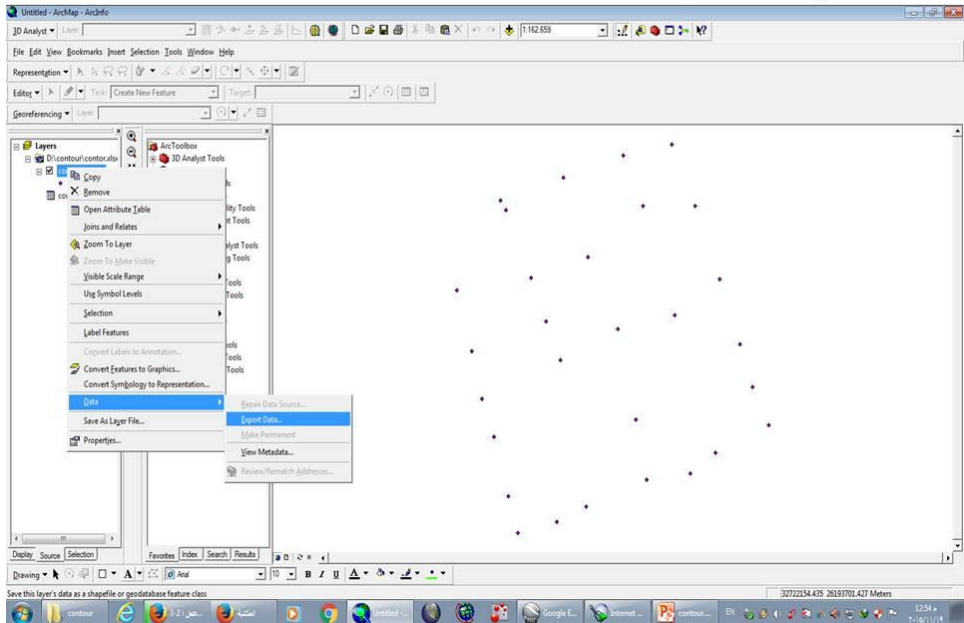 Untitled - ArcMap - ArcInfo
3D Analyst Layer: 1:162,659
File Edit View Bookmarks Insert Selection Tools Window Help
Representation
Editor Task: Create New Feature Target:
Georeferencing Layer:
Layers
D:\contour\contor.xls
ArcToolbox
3D Analyst Tools
Copy
Remove
Open Attribute Table
Joins and Relates
Zoom To Layer
Zoom To Make Visible
Visible Scale Range
Use Symbol Levels
Selection
Label Features
Convert Labels to Annotation...
Convert Features to Graphics...
Convert Symbology to Representation...
Data
Save As Layer File...
Properties...
Repair Data Source...
Export Data...
Make Permanent
View Metadata...
Review/Rematch Addresses...
Display Source Selection
Favorites Index Search Results
Drawing A Arial 10 B I U A
Save this layer's data as a shapefile or geodatabase feature class
32722154.435 26193701.427 Meters
contour Untitled -... Google E... Internet ... contour... EN 12:54 م
٢٠١٩/١١/١٩